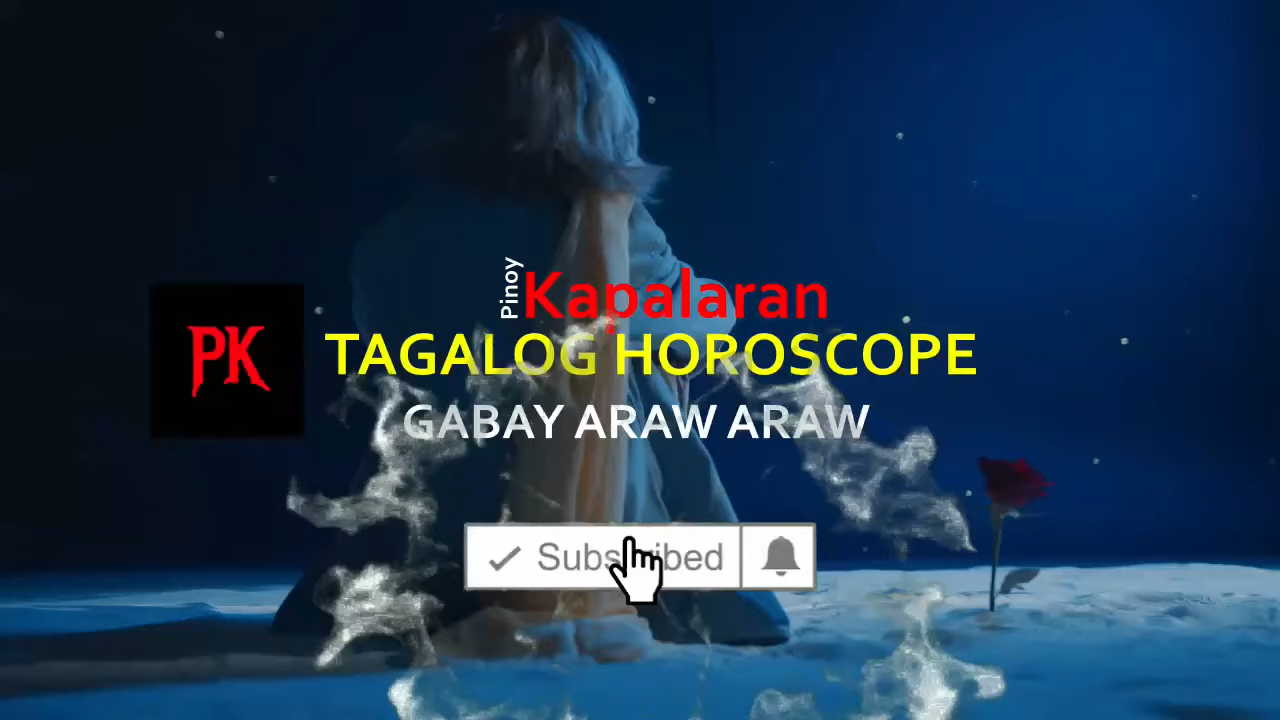 Pinoy
Kapalaran
PK
TAGALOG HOROSCOPE
GABAY ARAW ARAW
Subscribed